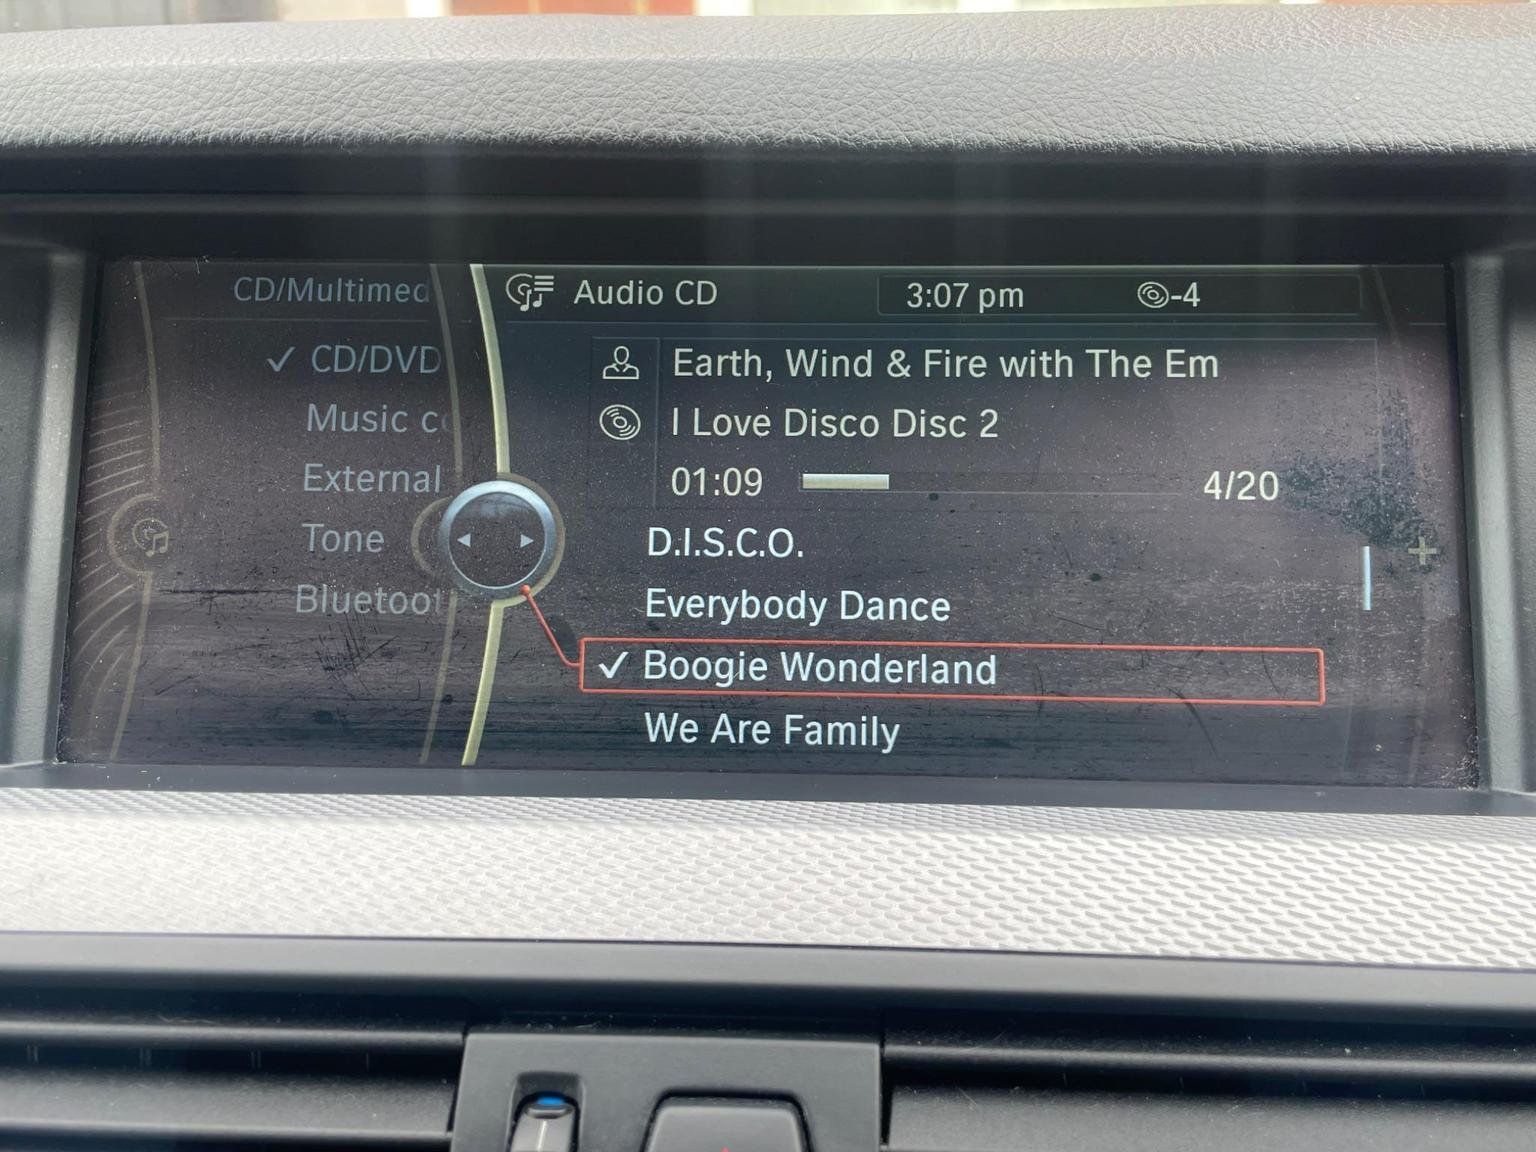 CD/Multimed
Audio CD
3:07 pm
-4
CD/DVD
Music c
External
Tone
Bluetoot
Earth, Wind & Fire with The Em
I Love Disco Disc 2
01:09
4/20
D.I.S.C.O.
Everybody Dance
Boogie Wonderland
We Are Family